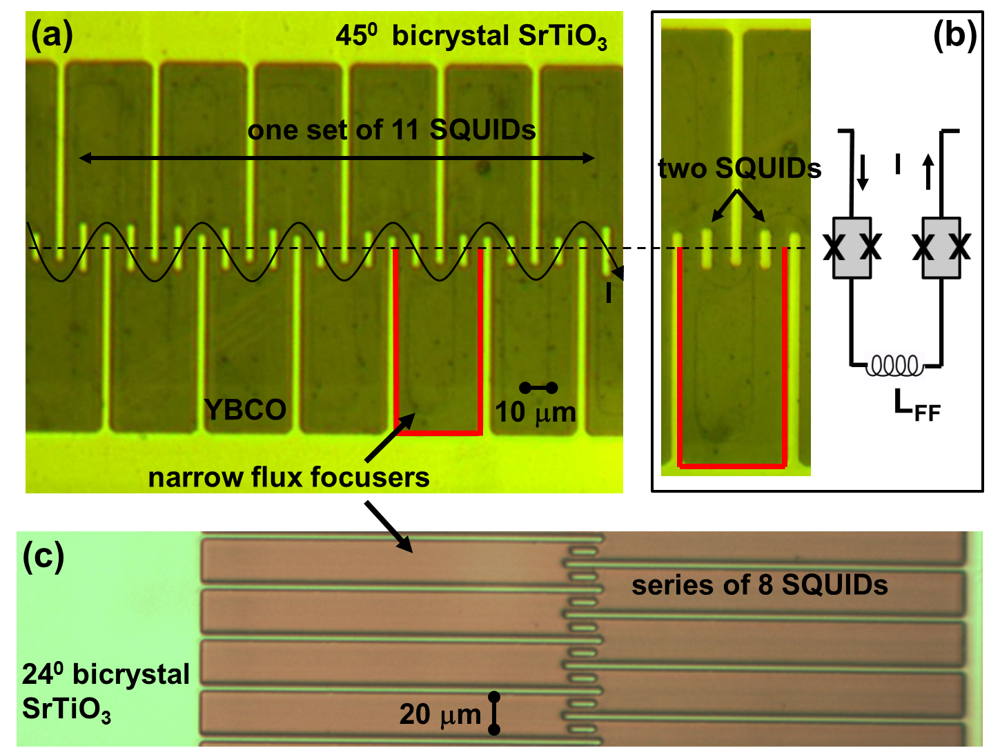 (a)
45⁰ bicrystal SrTiO₃
one set of 11 SQUIDs
I
YBCO
10 μm
narrow flux focusers
(b)
two SQUIDs
I
X X X X
L_FF
(c)
series of 8 SQUIDs
24⁰ bicrystal
SrTiO₃
20 μm